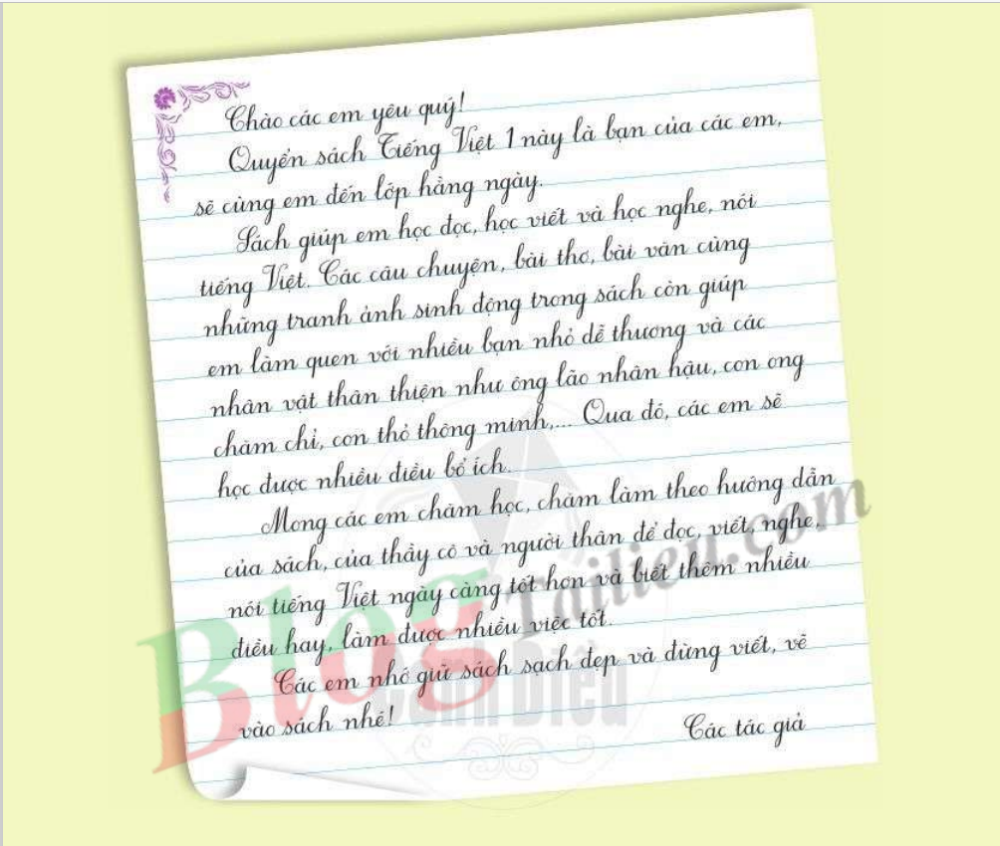 Chào các em yêu quý!
Quyển sách Tiếng Việt 1 này là bạn của các em,
sẽ cùng em đến lớp hằng ngày.
Sách giúp em học đọc, học viết và học nghe, nói
tiếng Việt. Các câu chuyện, bài thơ, bài văn cùng
những tranh ảnh sinh động trong sách còn giúp
em làm quen với nhiều bạn nhỏ dễ thương và các
nhân vật thân thiện như ông lão nhân hậu, con ong
chăm chỉ, con thỏ thông minh,... Qua đó, các em sẽ
học được nhiều điều bổ ích.
Mong các em chăm học, chăm làm theo hướng dẫn
của sách, của thầy cô và người thân để đọc, viết, nghe,
nói tiếng Việt ngày càng tốt hơn và biết thêm nhiều
điều hay, làm được nhiều việc tốt.
Các em nhớ giữ sách sạch đẹp và đừng viết, vẽ
vào sách nhé!
Các tác giả
BlogTailieu.com
Cánh Diều